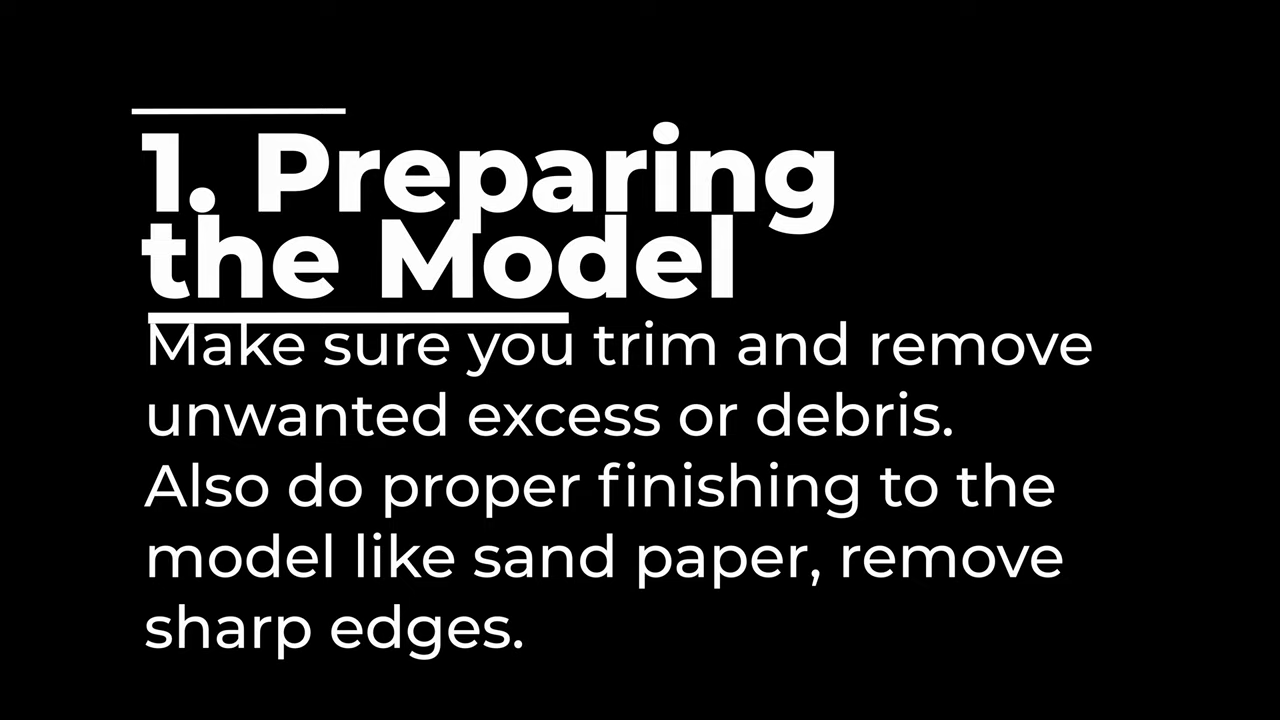 1. Preparing
the Model
Make sure you trim and remove
unwanted excess or debris.
Also do proper finishing to the
model like sand paper, remove
sharp edges.